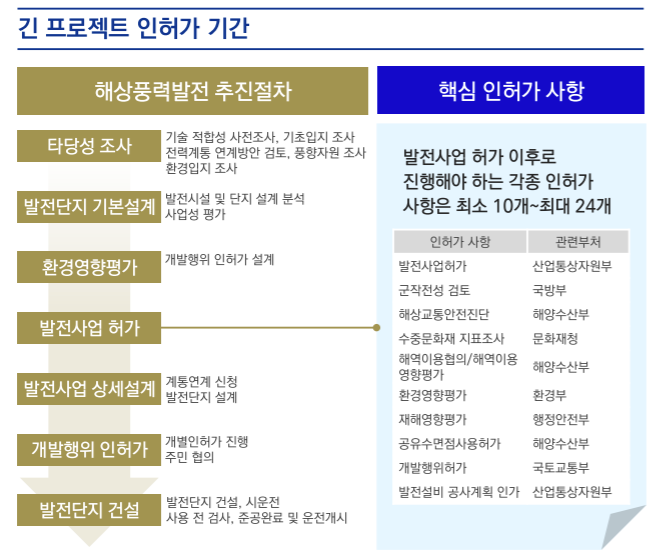 긴 프로젝트 인허가 기간
해상풍력발전 추진절차
타당성 조사
기술 적합성 사전조사, 기초입지 조사
전력계통 연계방안 검토, 풍향자원 조사
환경입지 조사
발전단지 기본설계
발전시설 및 단지 설계 분석
사업성 평가
환경영향평가
개발행위 인허가 설계
발전사업 허가
발전사업 상세설계
계통연계 신청
발전단지 설계
개발행위 인허가
개별인허가 진행
주민 협의
발전단지 건설
발전단지 건설, 시운전
사용 전 검사, 준공완료 및 운전개시
핵심 인허가 사항
발전사업 허가 이후로
진행해야 하는 각종 인허가
사항은 최소 10개~최대 24개
인허가 사항 관련부처
발전사업허가 산업통상자원부
군작전성 검토 국방부
해상교통안전진단 해양수산부
수중문화재 지표조사 문화재청
해역이용협의/해역이용
영향평가 해양수산부
환경영향평가 환경부
재해영향평가 행정안전부
공유수면점사용허가 해양수산부
개발행위허가 국토교통부
발전설비 공사계획 인가 산업통상자원부